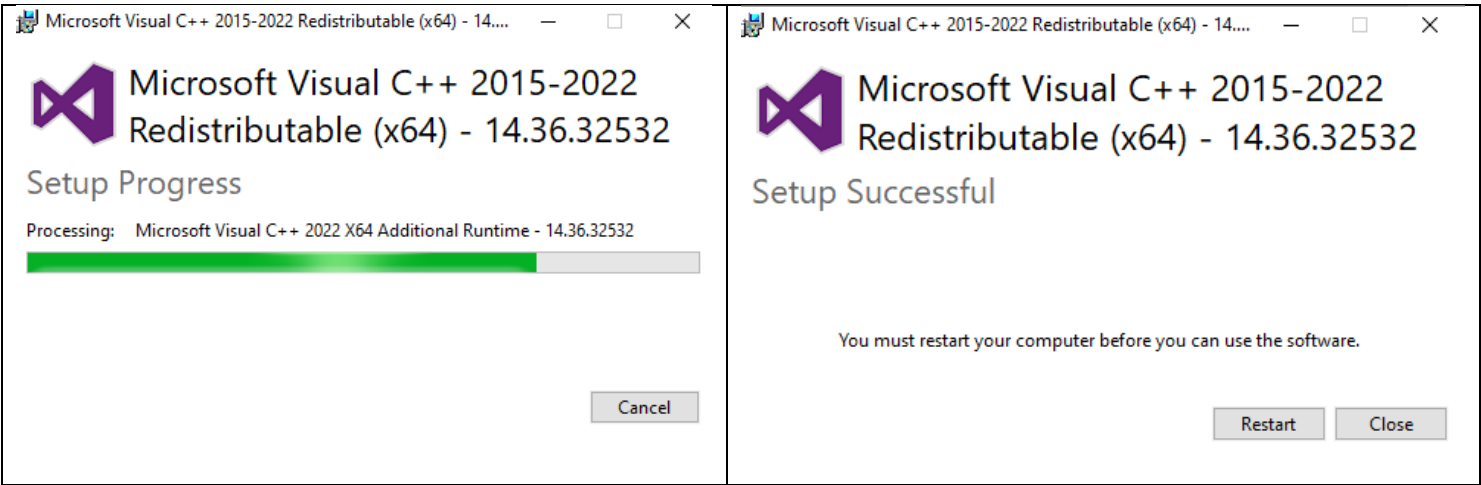 Microsoft Visual C++ 2015-2022 Redistributable (x64) - 14....
Microsoft Visual C++ 2015-2022
Redistributable (x64) - 14.36.32532
Setup Progress
Processing: Microsoft Visual C++ 2022 X64 Additional Runtime - 14.36.32532
Cancel
Microsoft Visual C++ 2015-2022 Redistributable (x64) - 14....
Microsoft Visual C++ 2015-2022
Redistributable (x64) - 14.36.32532
Setup Successful
You must restart your computer before you can use the software.
Restart Close